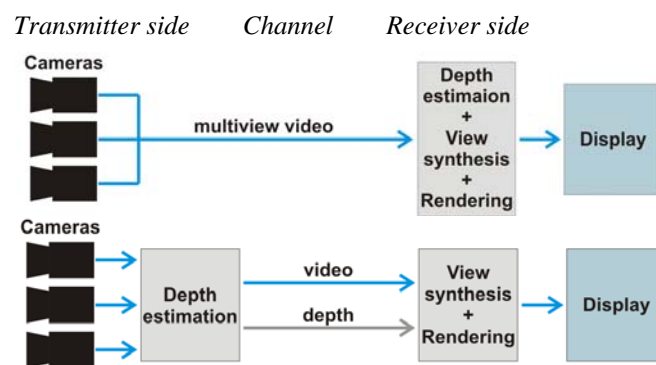 Transmitter side Channel Receiver side
Cameras
multiview video
Depth
estimaion
+
View
synthesis
+
Rendering
Display
Cameras
Depth
estimation
video
depth
View
synthesis
+
Rendering
Display